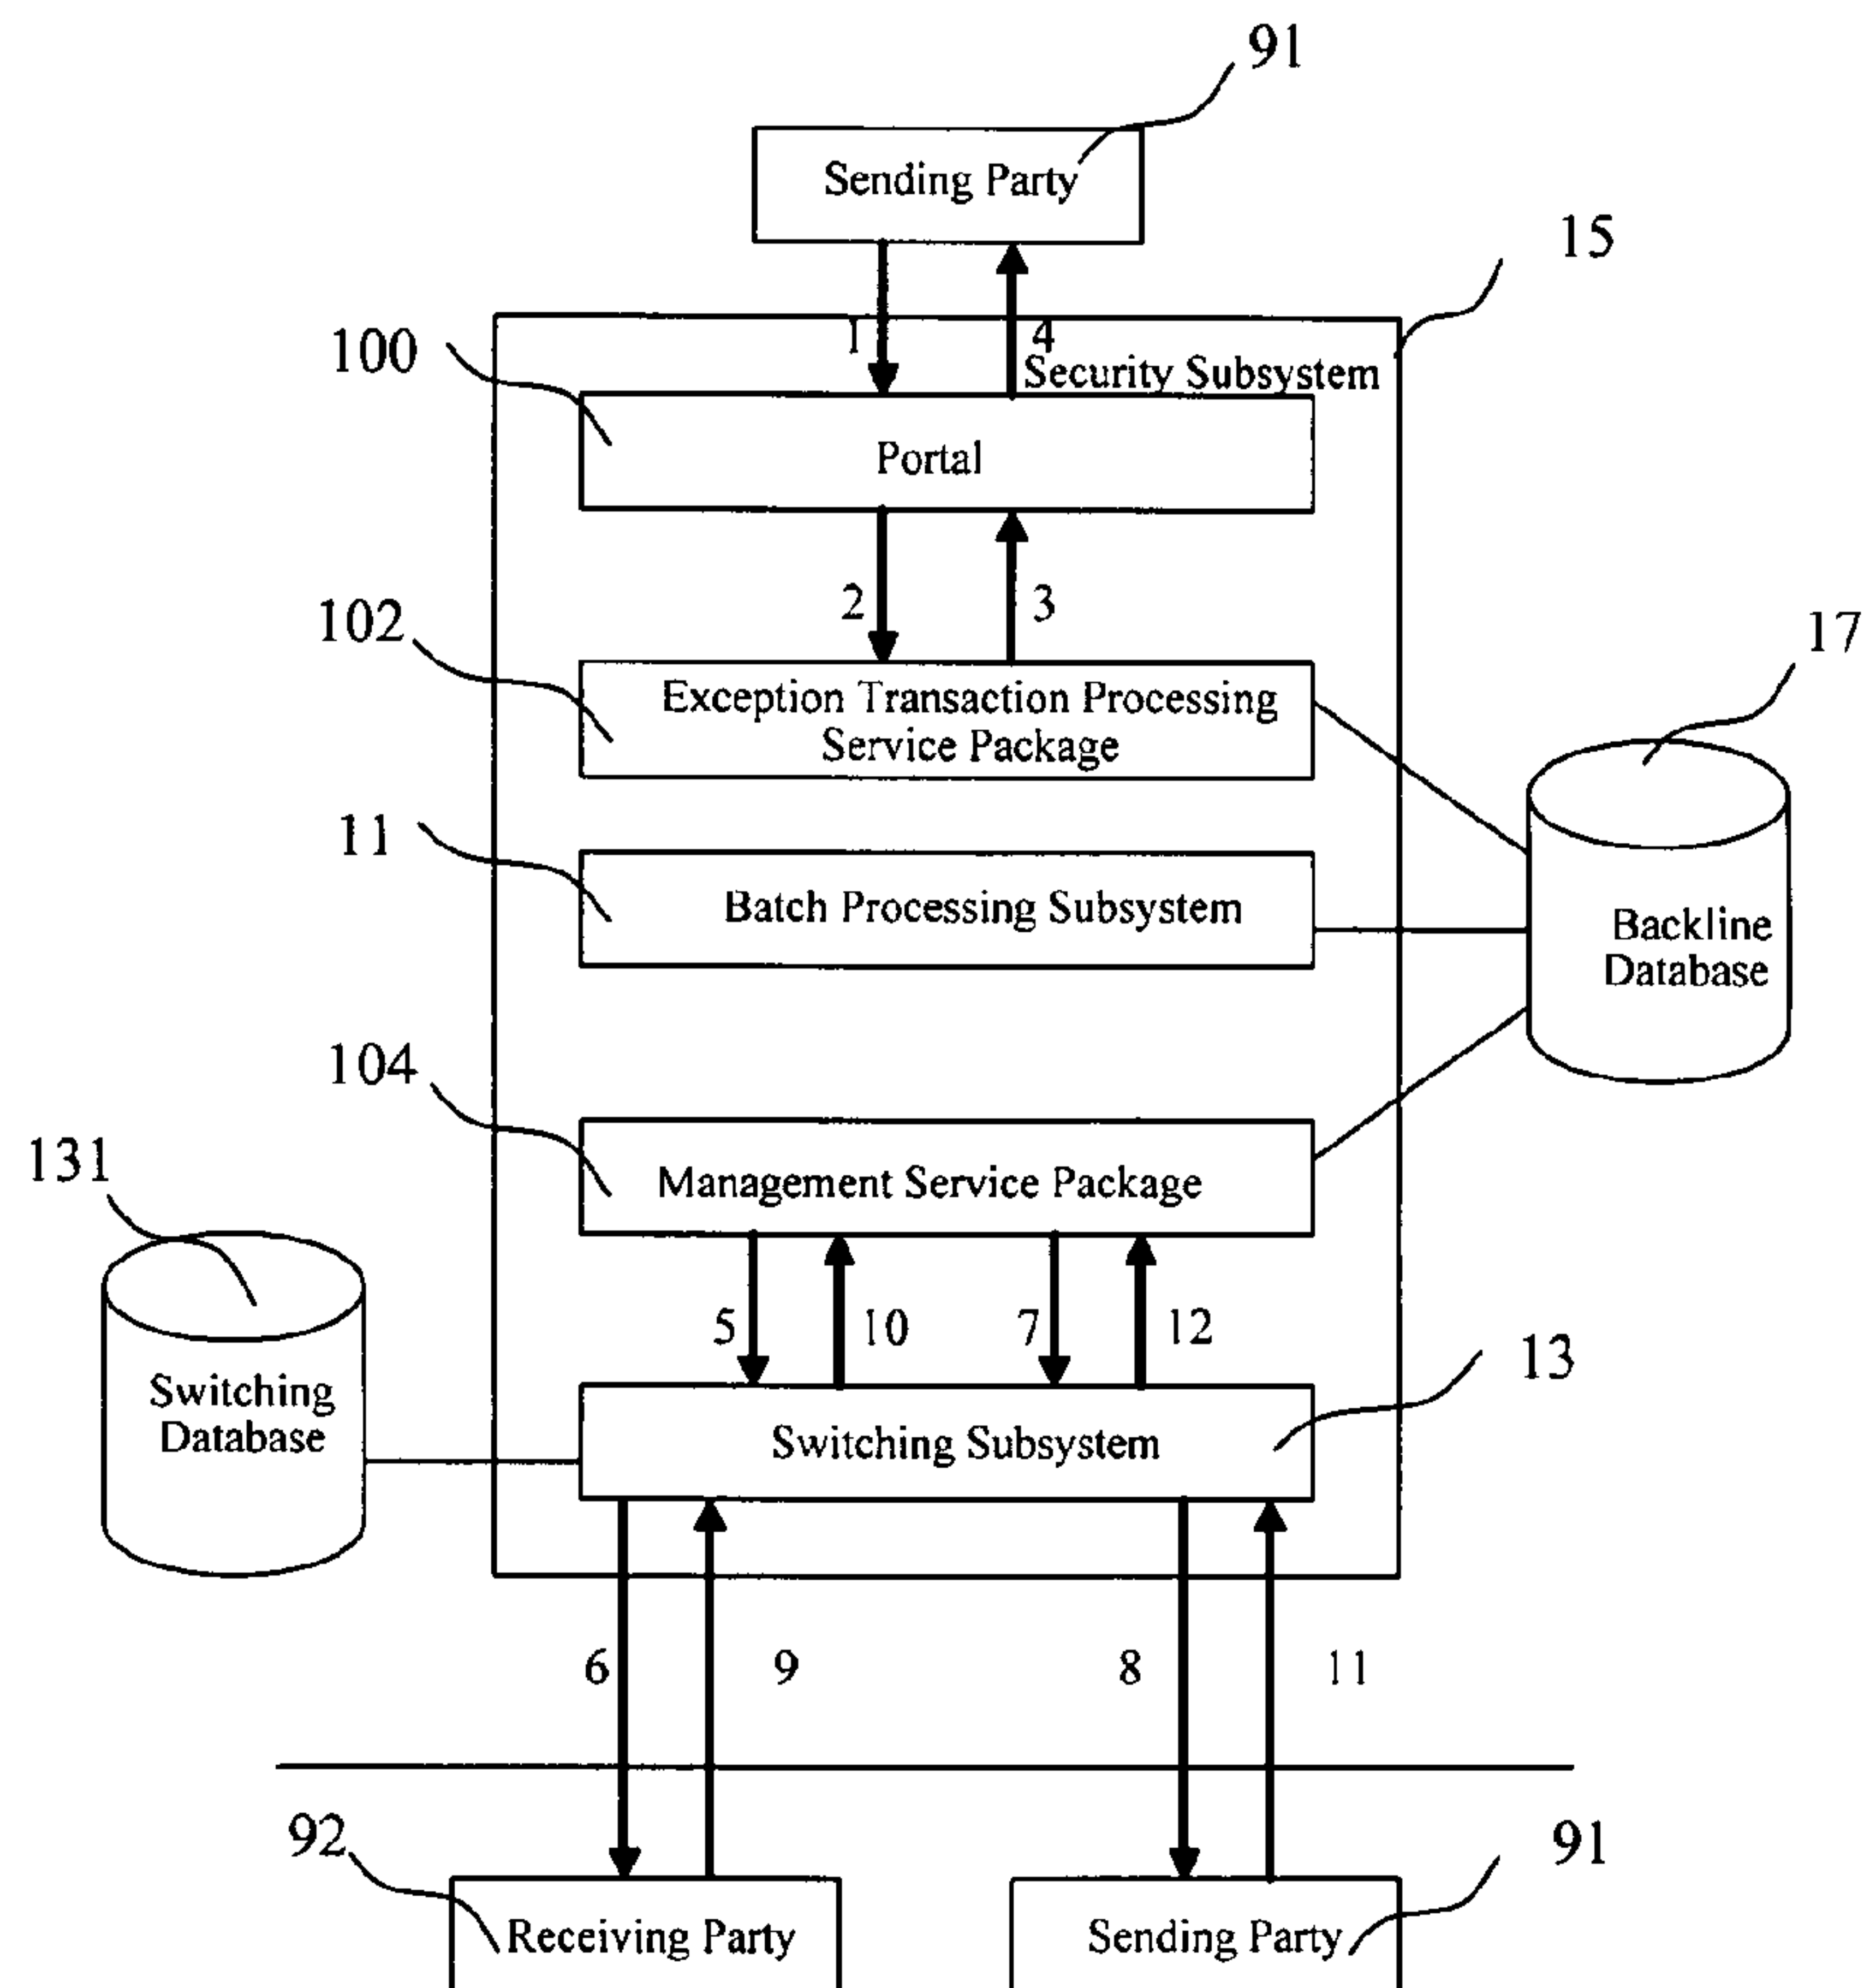 91
Sending Party
15
1
4
Security Subsystem
100
Portal
2
3
102
Exception Transaction Processing
Service Package
17
11
Batch Processing Subsystem
Backline
Database
104
Management Service Package
131
5
10
7
12
13
Switching
Database
Switching Subsystem
6
9
8
11
92
Receiving Party
91
Sending Party